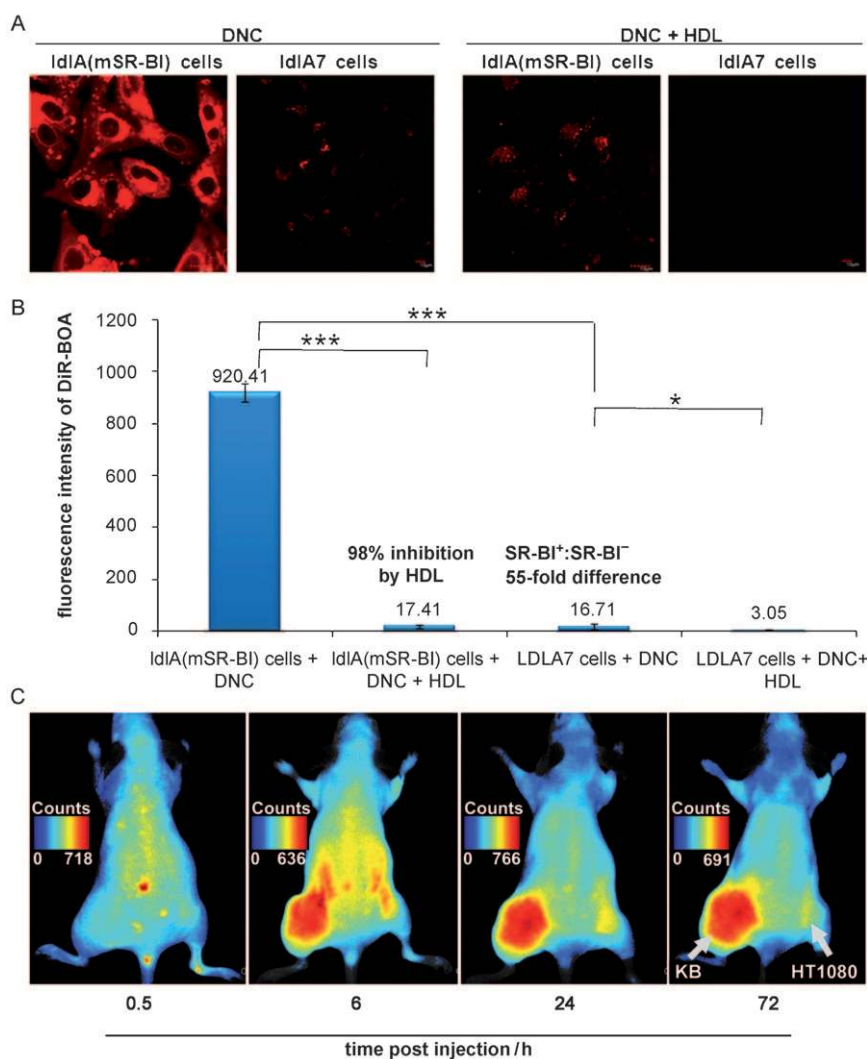 A
DNC
DNC + HDL
ldlA(mSR-BI) cells
ldlA7 cells
ldlA(mSR-BI) cells
ldlA7 cells
B
fluorescence intensity of DiR-BOA
1200
1000
800
600
400
200
0
***
***
*
920.41
98% inhibition
by HDL
SR-BI⁺:SR-BI⁻
55-fold difference
17.41
16.71
3.05
ldlA(mSR-BI) cells +
DNC
ldlA(mSR-BI) cells +
DNC + HDL
LDLA7 cells + DNC
LDLA7 cells + DNC+
HDL
C
Counts
0 718
Counts
0 636
Counts
0 766
Counts
0 691
KB
HT1080
0.5
6
24
72
time post injection/h